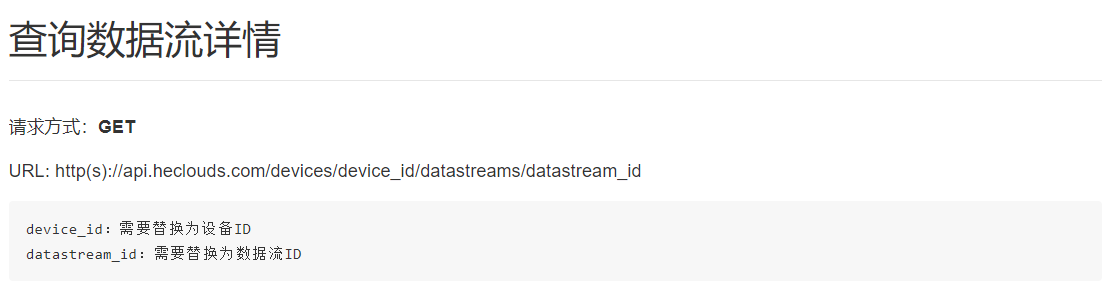 查询数据流详情
请求方式：GET
URL: http(s)://api.heclouds.com/devices/device_id/datastreams/datastream_id
device_id：需要替换为设备ID
datastream_id：需要替换为数据流ID